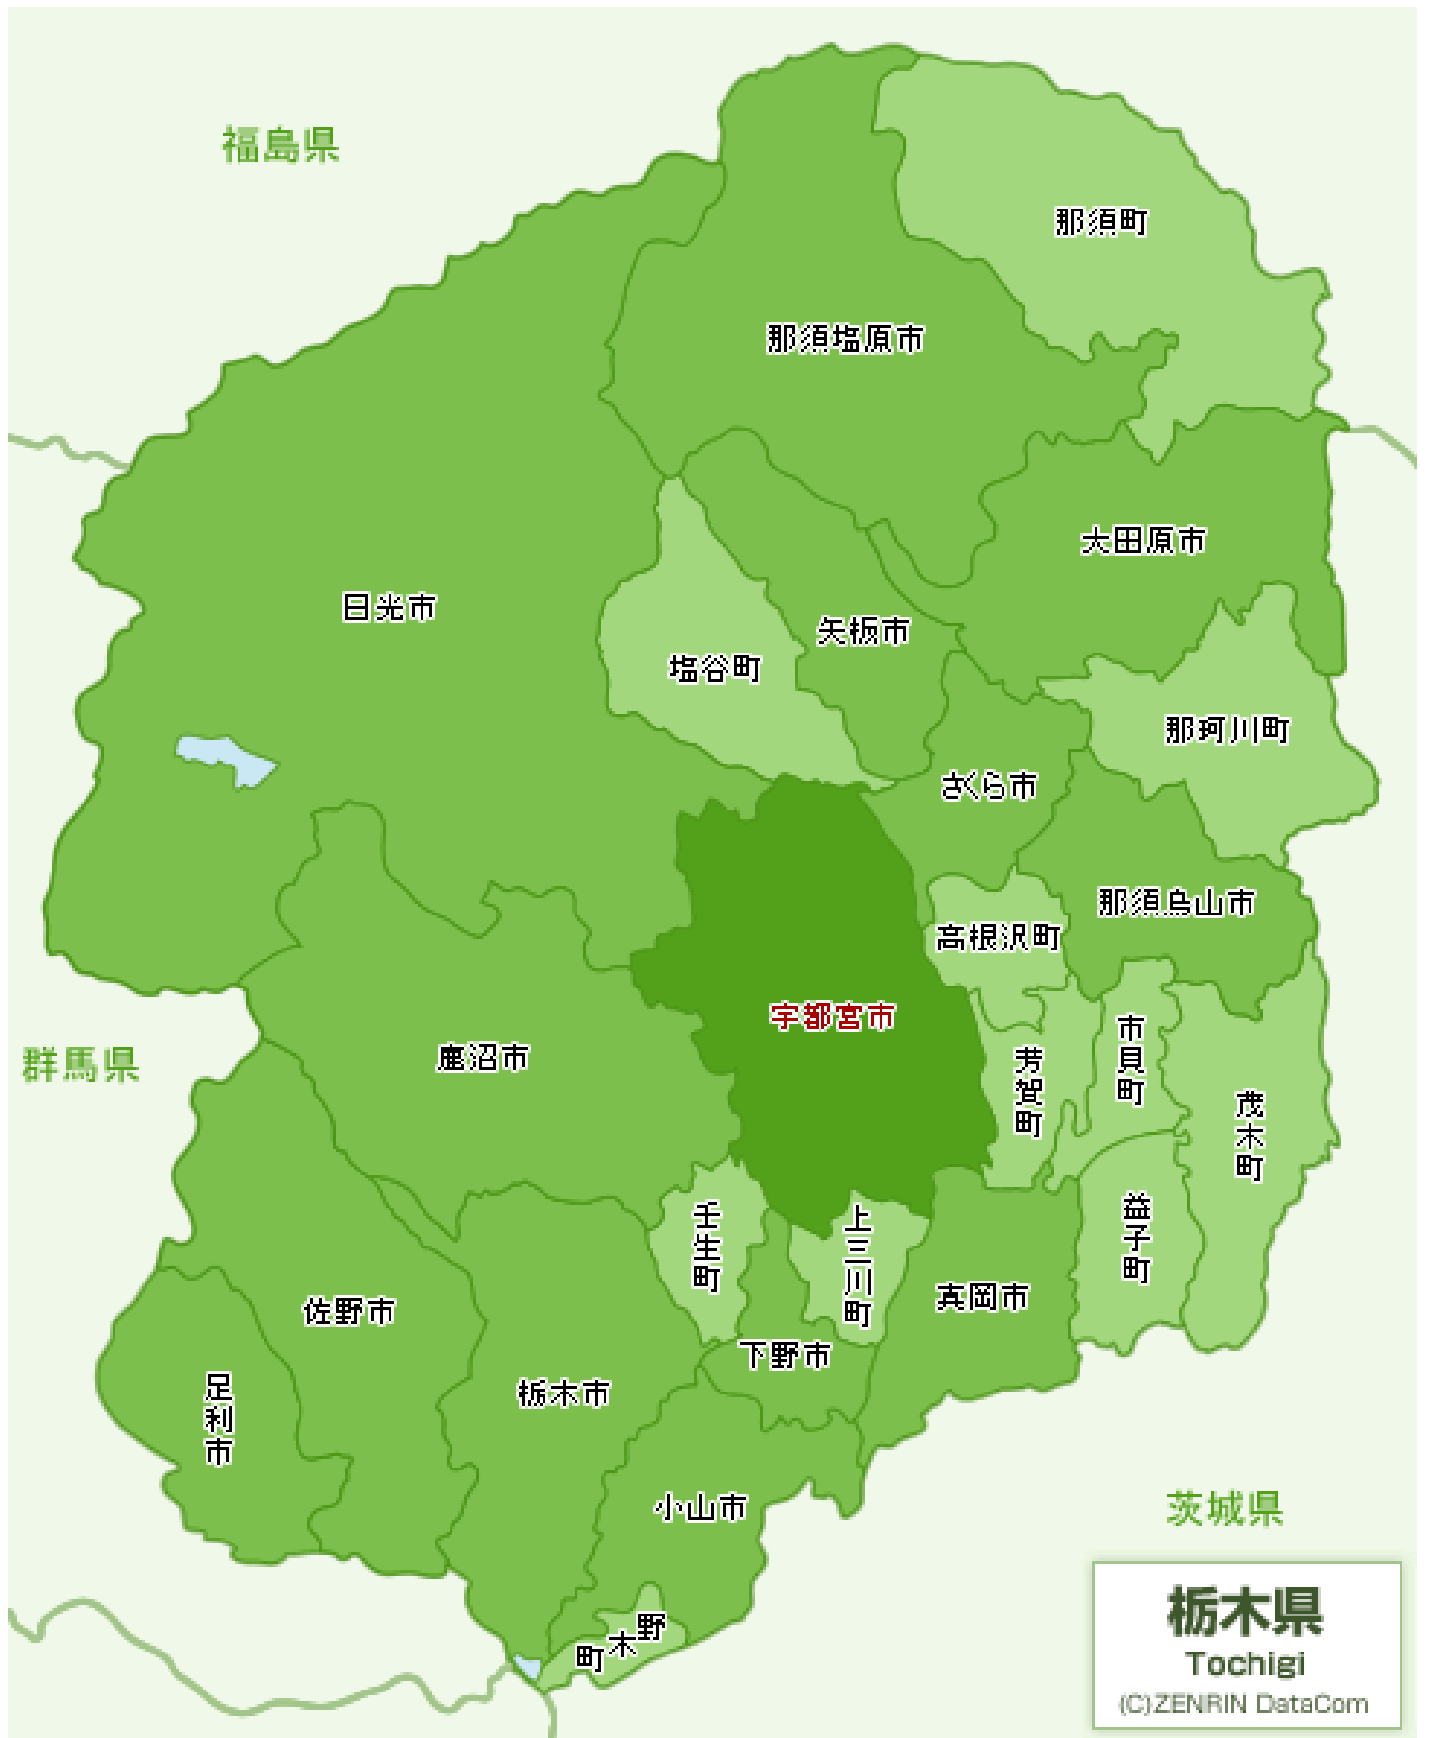 福島県
那須町
那須塩原市
大田原市
日光市
矢板市
塩谷町
那珂川町
さくら市
那須烏山市
高根沢町
宇都宮市
市貝町
鹿沼市
群馬県
芳賀町
茂木町
壬生町
上三川町
益子町
真岡市
佐野市
下野市
足利市
栃木市
小山市
茨城県
野木町
栃木県
Tochigi
(C)ZENRIN DataCom